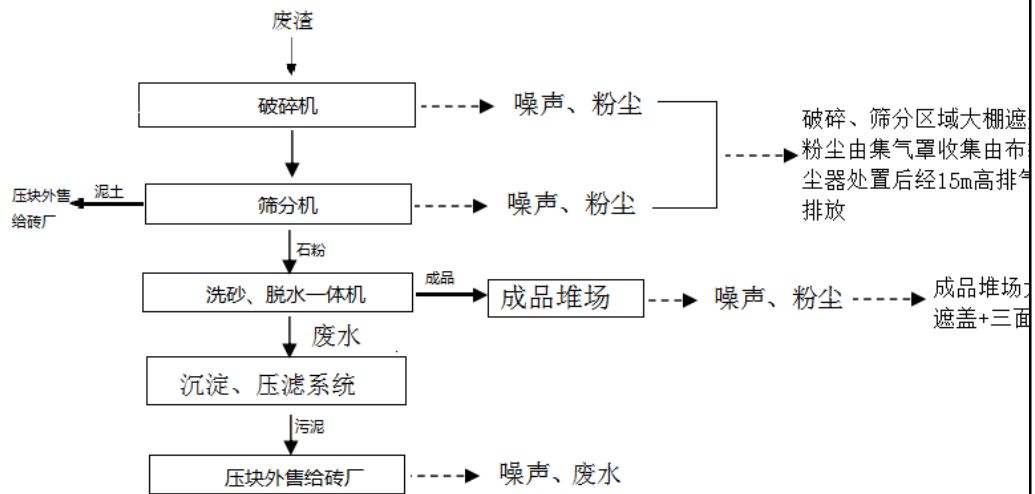 废渣
破碎机
噪声、粉尘
破碎、筛分区域大棚遮
粉尘由集气罩收集由布
尘器处置后经15m高排气
排放
压块外售
给砖厂
泥土
筛分机
噪声、粉尘
石粉
洗砂、脱水一体机
成品
成品堆场
噪声、粉尘
成品堆场
遮盖+三面
废水
沉淀、压滤系统
污泥
压块外售给砖厂
噪声、废水